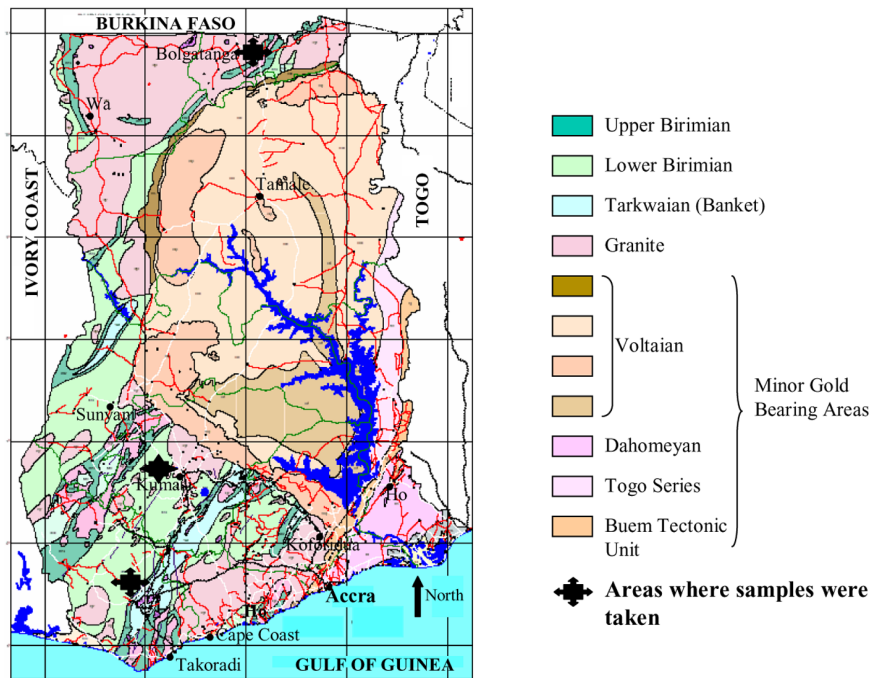 BURKINA FASO
Bolgatanga
Wa
IVORY COAST
Tamale
TOGO
Sunyani
Kumasi
Ho
Koforidua
Accra
North
Ho
Cape Coast
Takoradi
GULF OF GUINEA
Upper Birimian
Lower Birimian
Tarkwaian (Banket)
Granite
Voltaian
Dahomeyan
Togo Series
Buem Tectonic
Unit
Minor Gold
Bearing Areas
Areas where samples were
taken